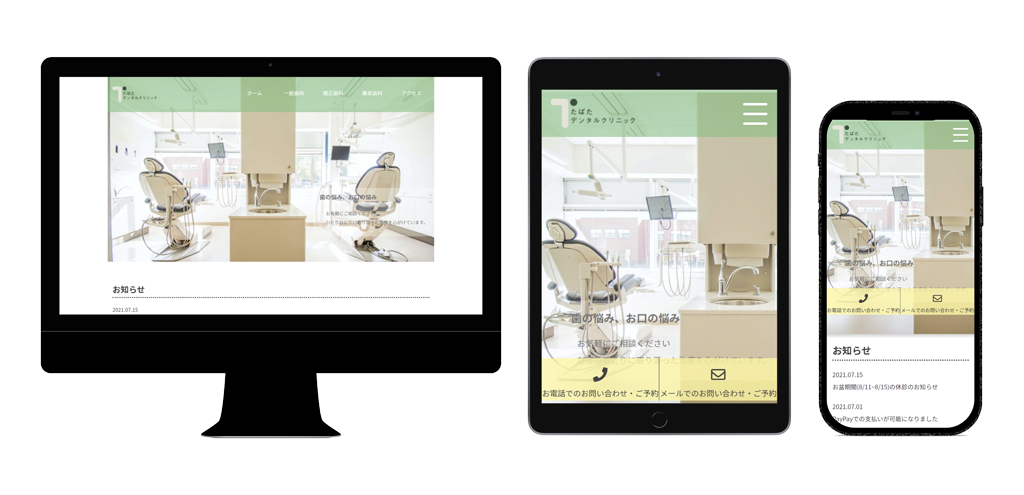 たばた
デンタルクリニック
ホーム
一般歯科
矯正歯科
審美歯科
アクセス
歯の悩み、お口の悩み
お気軽にご相談ください
お知らせ
2021.07.15
たばた
デンタルクリニック
歯の悩み、お口の悩み
お気軽にご相談ください
お電話でのお問い合わせ・ご予約
メールでのお問い合わせ・ご予約
たばた
デンタルクリニック
歯の悩み、お口の悩み
お気軽にご相談ください
お電話でのお問い合わせ・ご予約
メールでのお問い合わせ・ご予約
お知らせ
2021.07.15
お盆期間(8/11~8/15)の休診のお知らせ
2021.07.01
PayPayでの支払いが可能になりました